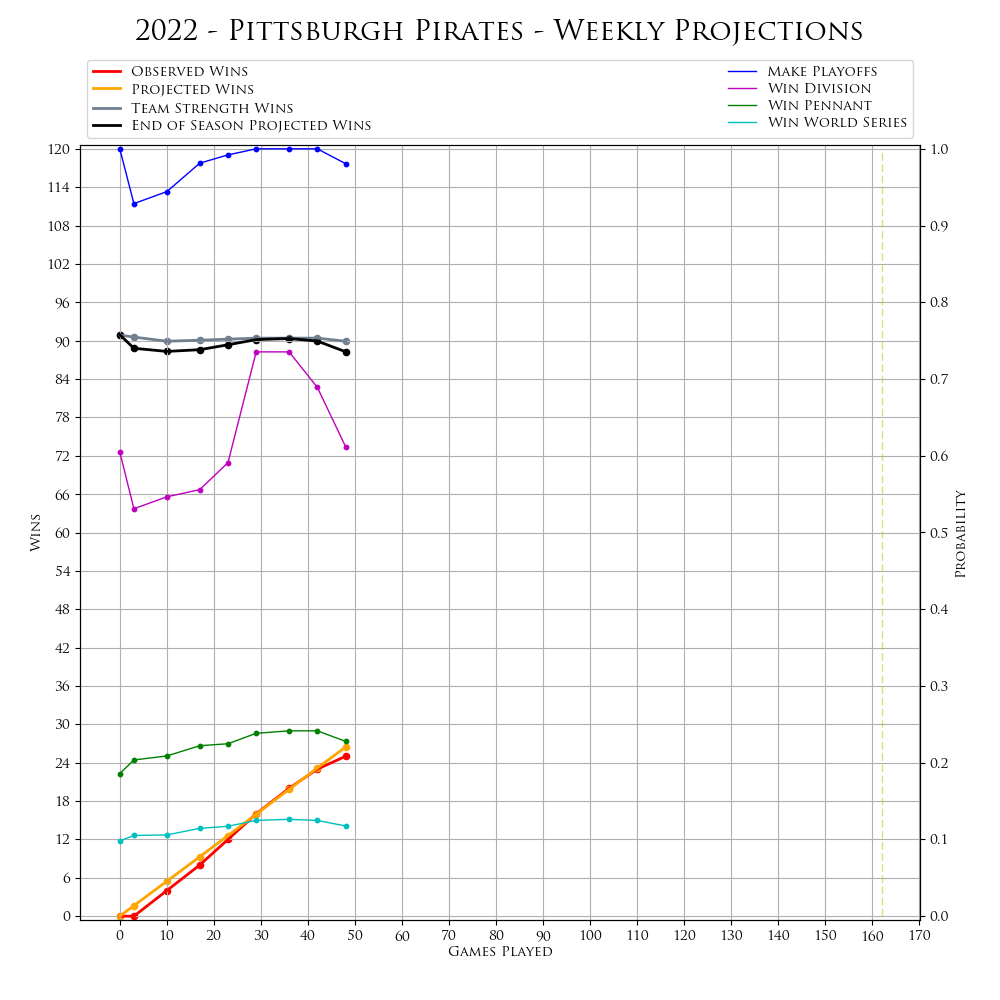 2022 - Pittsburgh Pirates - Weekly Projections
Observed Wins
Projected Wins
Team Strength Wins
End of Season Projected Wins
Make Playoffs
Win Division
Win Pennant
Win World Series
120
114
108
102
96
90
84
78
72
66
60
54
48
42
36
30
24
18
12
6
0
Wins
1.0
0.9
0.8
0.7
0.6
0.5
0.4
0.3
0.2
0.1
0.0
Probability
0 10 20 30 40 50 60 70 80 90 100 110 120 130 140 150 160 170
Games Played